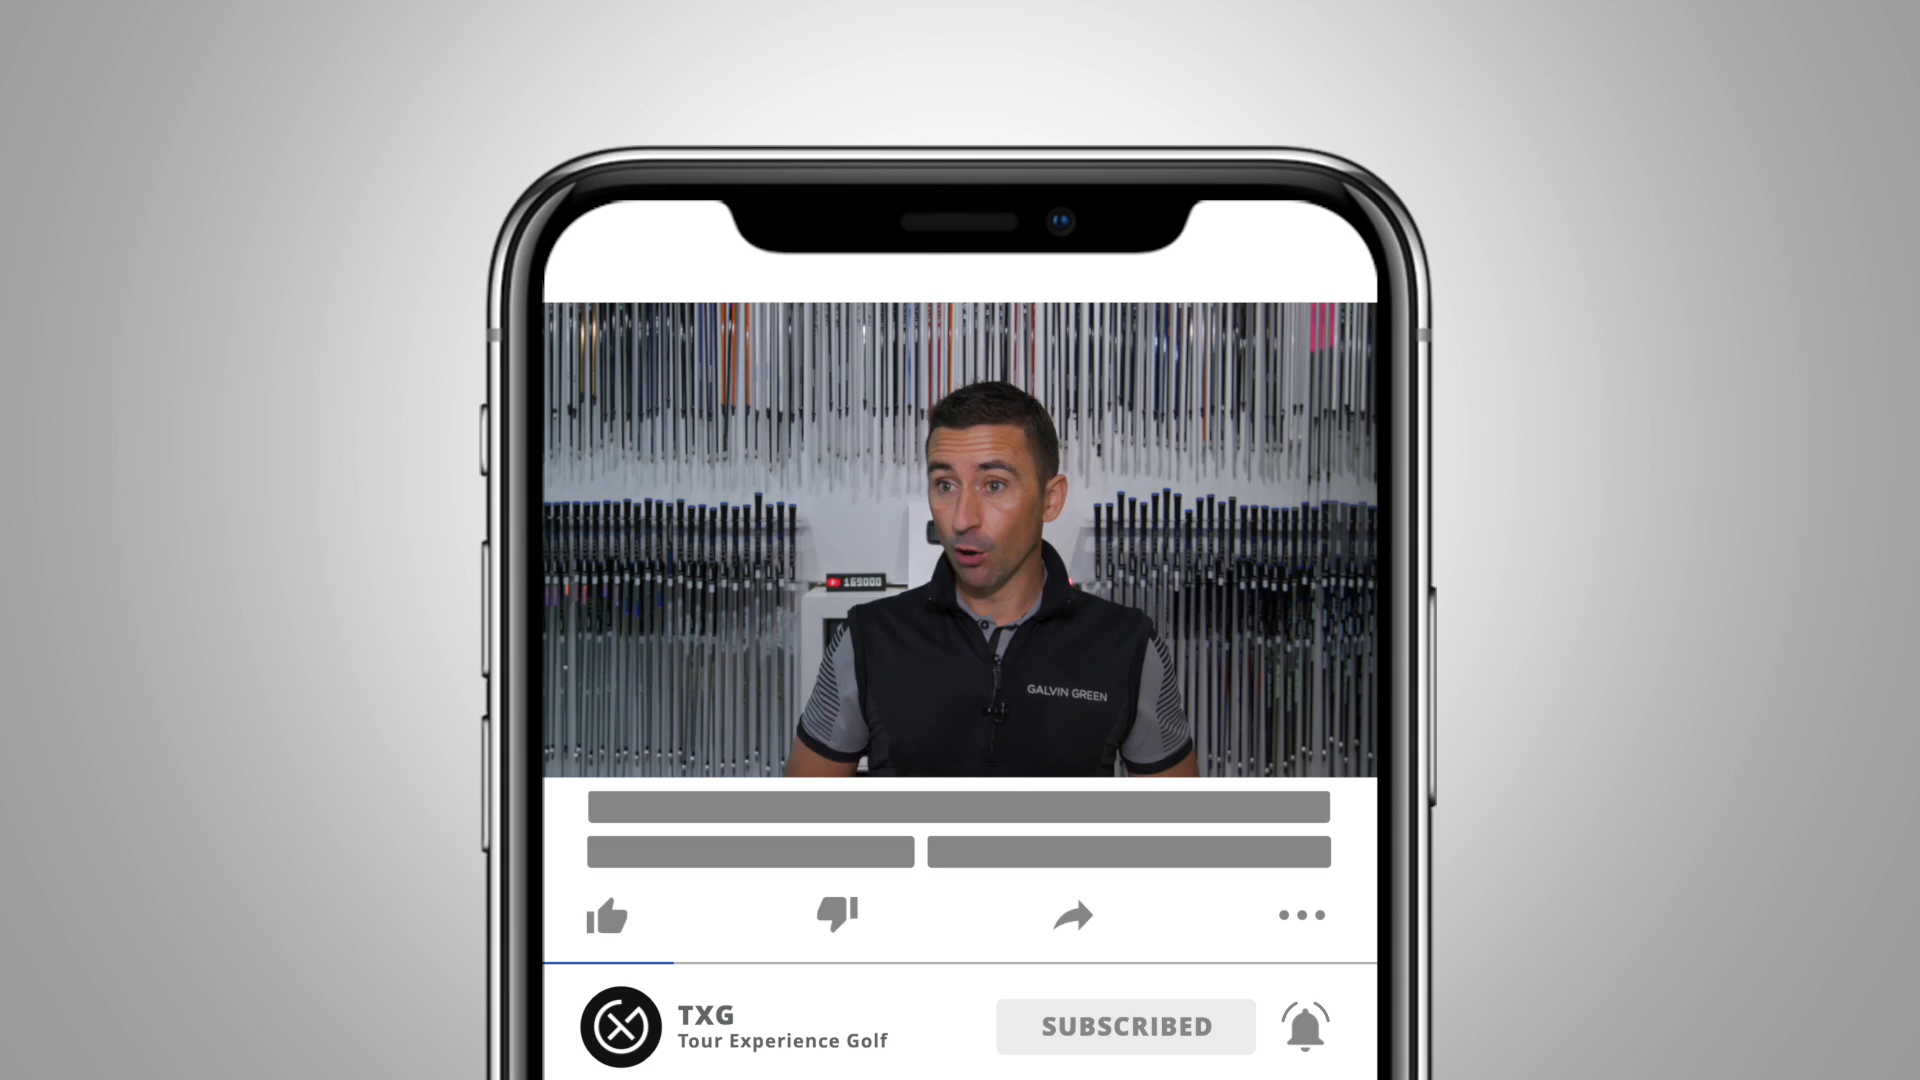 169000
GALVIN GREEN
TXG
Tour Experience Golf
SUBSCRIBED